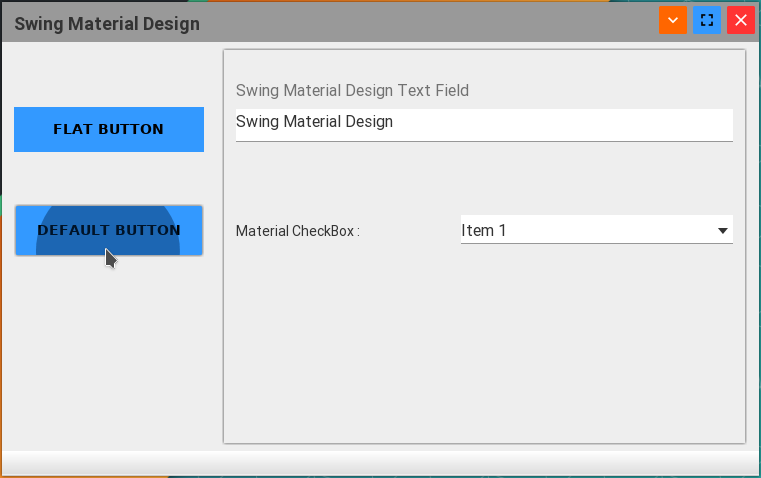 Swing Material Design
Swing Material Design Text Field
FLAT BUTTON
Swing Material Design
DEFAULT BUTTON
Material CheckBox :
Item 1